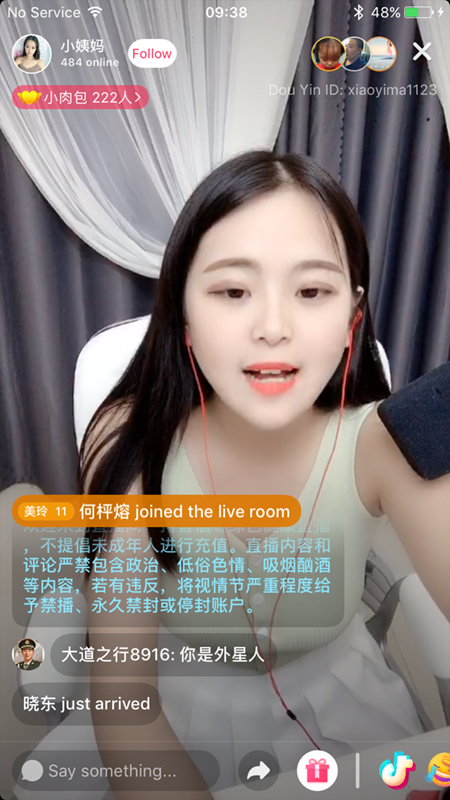 No Service 09:38 48%
小姨妈
484 online
Follow
小肉包 222人
Dou Yin ID: xiaoyima1123
美玲 11 何枰熔 joined the live room
，不提倡未成年人进行充值。直播内容和
评论严禁包含政治、低俗色情、吸烟酗酒
等内容，若有违反，将视情节严重程度给
予禁播、永久禁封或停封账户。
大道之行8916: 你是外星人
晓东 just arrived
Say something...